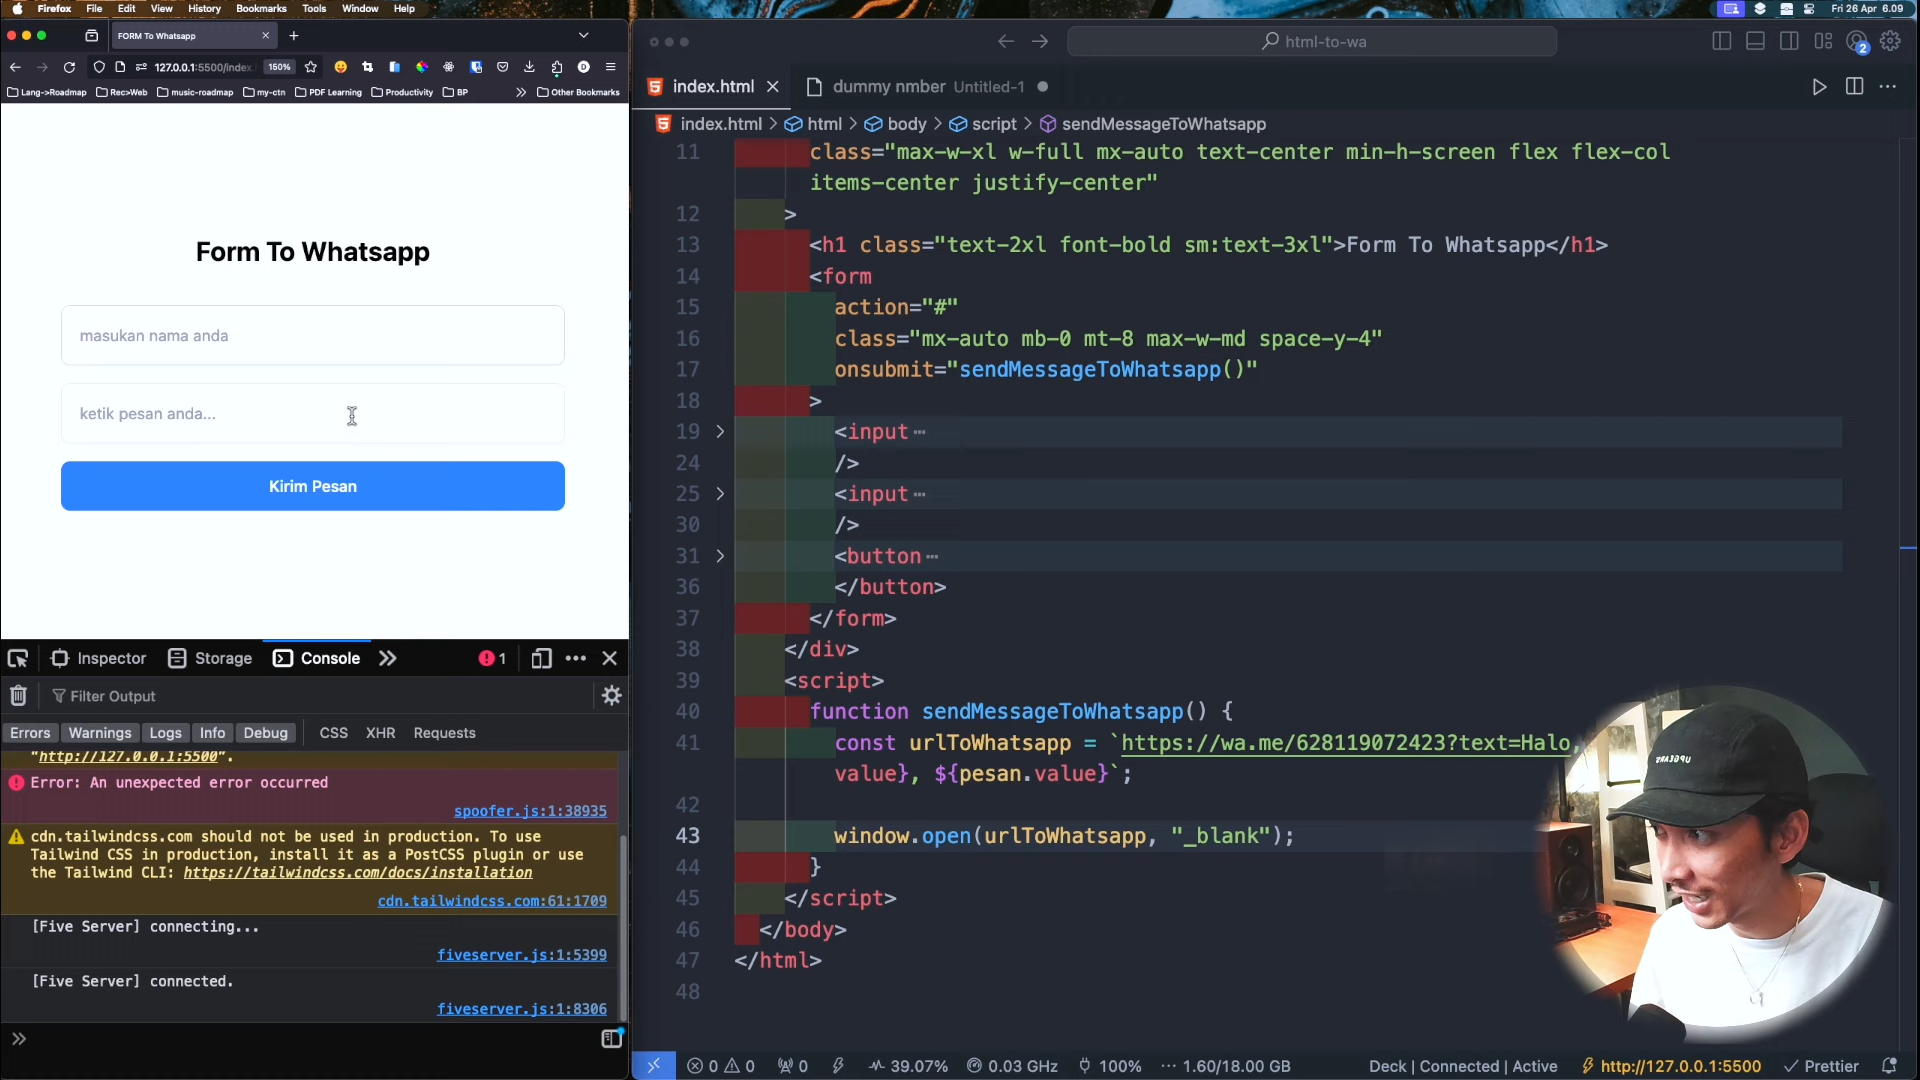 Firefox File Edit View History Bookmarks Tools Window Help
Fri 26 Apr 6.09
FORM To Whatsapp
127.0.0.1:5500/index
150%
Lang->Roadmap Rec>Web music-roadmap my-ctn PDF Learning Productivity BP Other Bookmarks
Form To Whatsapp
masukan nama anda
ketik pesan anda...
Kirim Pesan
Inspector Storage Console 1
Filter Output
Errors Warnings Logs Info Debug CSS XHR Requests
"http://127.0.0.1:5500".
Error: An unexpected error occurred
spoofer.js:1:38935
cdn.tailwindcss.com should not be used in production. To use
Tailwind CSS in production, install it as a PostCSS plugin or use
the Tailwind CLI: https://tailwindcss.com/docs/installation
cdn.tailwindcss.com:61:1709
[Five Server] connecting...
fiveserver.js:1:5399
[Five Server] connected.
fiveserver.js:1:8306
html-to-wa
2
index.html dummy nmber Untitled-1
index.html > html > body > script > sendMessageToWhatsapp
11 class="max-w-xl w-full mx-auto text-center min-h-screen flex flex-col
items-center justify-center"
12 >
13 <h1 class="text-2xl font-bold sm:text-3xl">Form To Whatsapp</h1>
14 <form
15 action="#"
16 class="mx-auto mb-0 mt-8 max-w-md space-y-4"
17 onsubmit="sendMessageToWhatsapp()"
18 >
19 <input …
24 />
25 <input …
30 />
31 <button …
36 </button>
37 </form>
38 </div>
39 <script>
40 function sendMessageToWhatsapp() {
41 const urlToWhatsapp = `https://wa.me/628119072423?text=Halo,
value}, ${pesan.value}`;
42
43 window.open(urlToWhatsapp, "_blank");
44 }
45 </script>
46 </body>
47 </html>
48
0 0 0 39.07% 0.03 GHz 100% 1.60/18.00 GB Deck | Connected | Active http://127.0.0.1:5500 Prettier